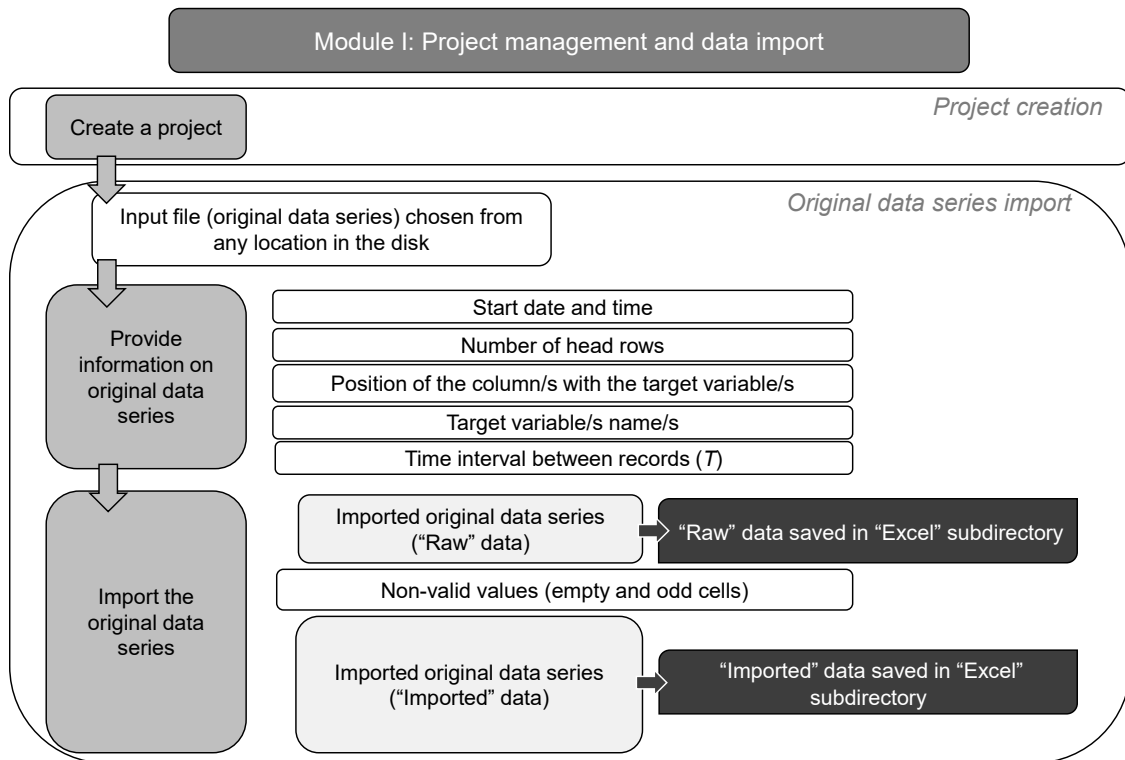 Module I: Project management and data import
Project creation
Create a project
Original data series import
Input file (original data series) chosen from
any location in the disk
Provide
information on
original data
series
Start date and time
Number of head rows
Position of the column/s with the target variable/s
Target variable/s name/s
Time interval between records (T)
Import the
original data
series
Imported original data series
(“Raw” data)
“Raw” data saved in “Excel” subdirectory
Non-valid values (empty and odd cells)
Imported original data series
(“Imported” data)
“Imported” data saved in “Excel”
subdirectory